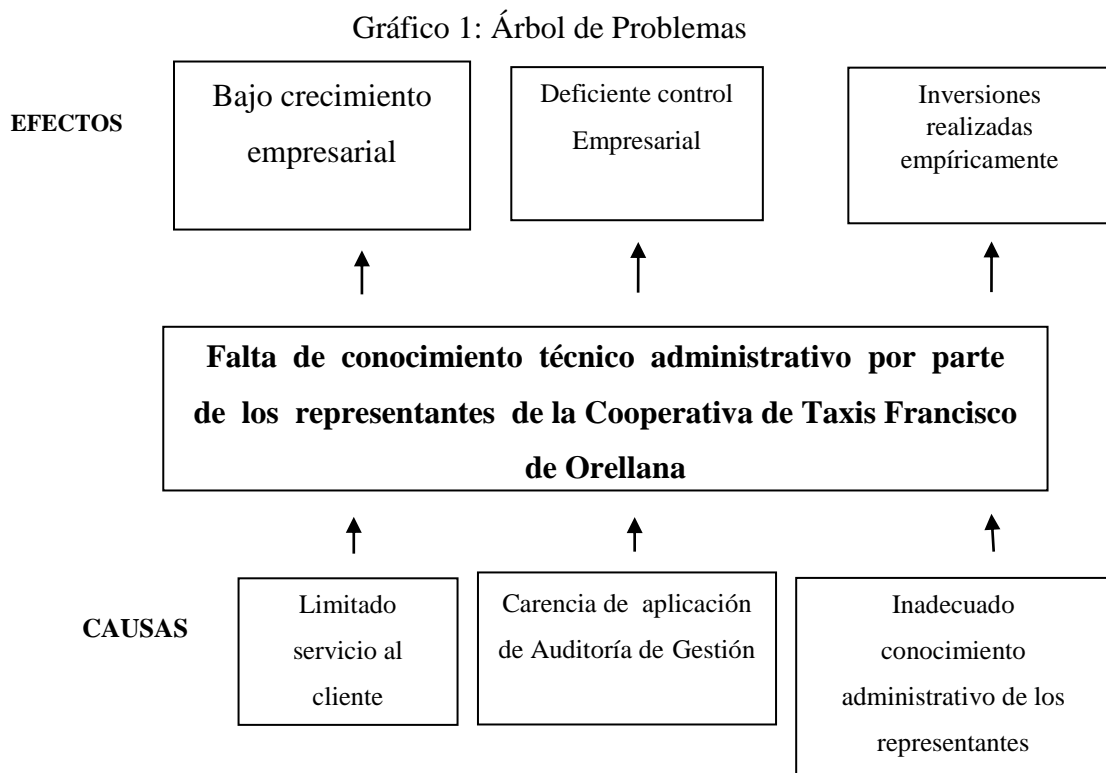 Gráfico 1: Árbol de Problemas
EFECTOS
Bajo crecimiento
empresarial
Deficiente control
Empresarial
Inversiones
realizadas
empíricamente
Falta de conocimiento técnico administrativo por parte
de los representantes de la Cooperativa de Taxis Francisco
de Orellana
CAUSAS
Limitado
servicio al
cliente
Carencia de aplicación
de Auditoría de Gestión
Inadecuado
conocimiento
administrativo de los
representantes